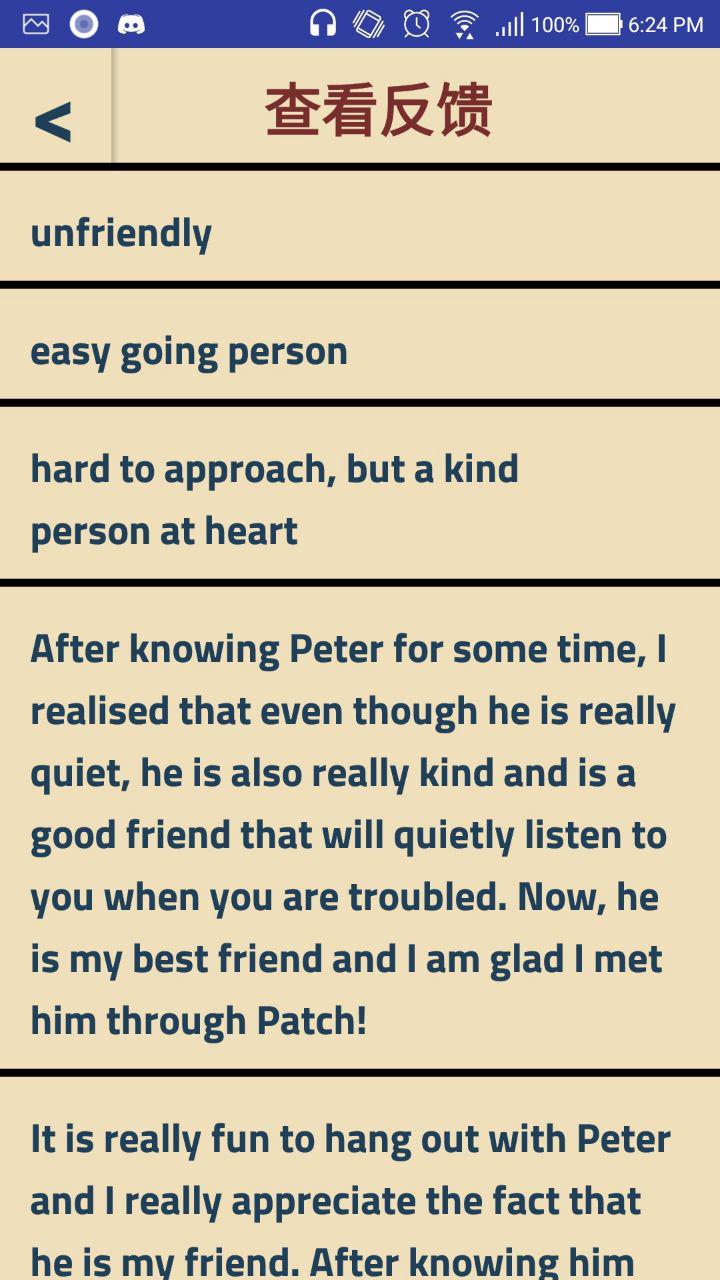 100% 6:24 PM
<
查看反馈
unfriendly
easy going person
hard to approach, but a kind
person at heart
After knowing Peter for some time, I
realised that even though he is really
quiet, he is also really kind and is a
good friend that will quietly listen to
you when you are troubled. Now, he
is my best friend and I am glad I met
him through Patch!
It is really fun to hang out with Peter
and I really appreciate the fact that
he is my friend. After knowing him